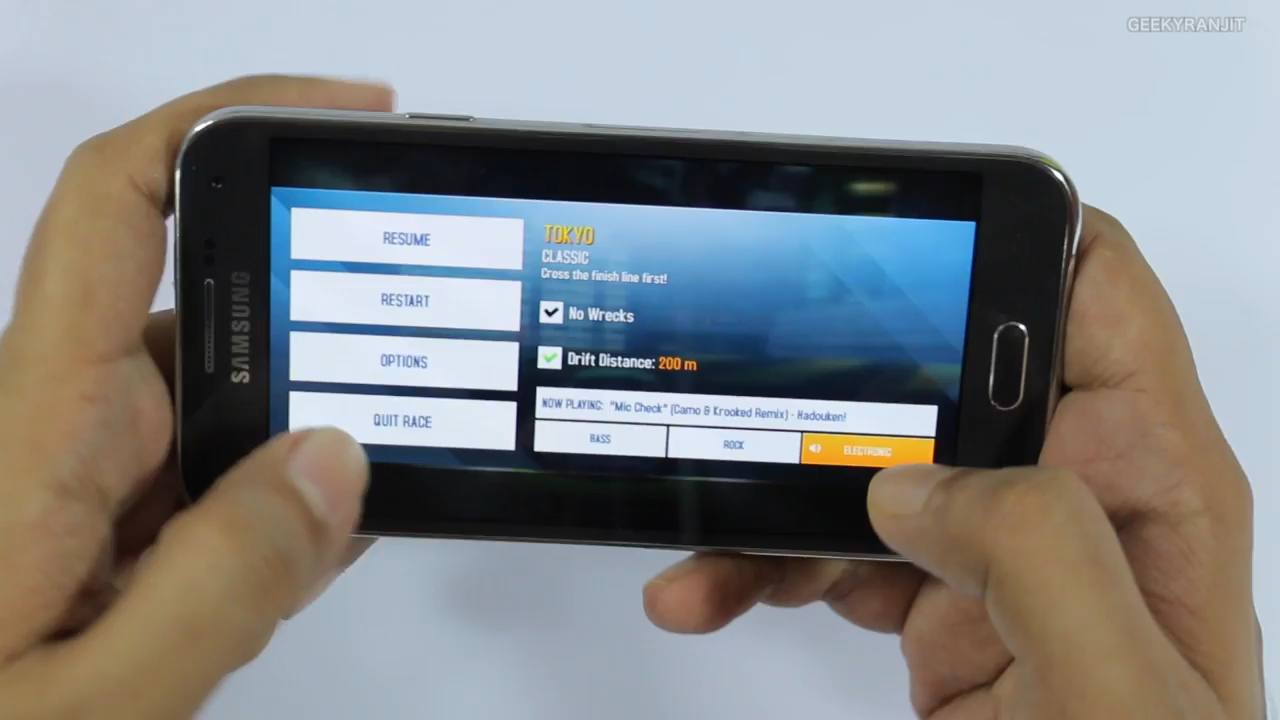 GEEKYRANJIT
SAMSUNG
RESUME
RESTART
OPTIONS
QUIT RACE
TOKYO
CLASSIC
Cross the finish line first!
No Wrecks
Drift Distance: 200 m
NOW PLAYING: "Mic Check" (Camo & Krooked Remix) - Hadouken!
BASS
ROCK
ELECTRONIC